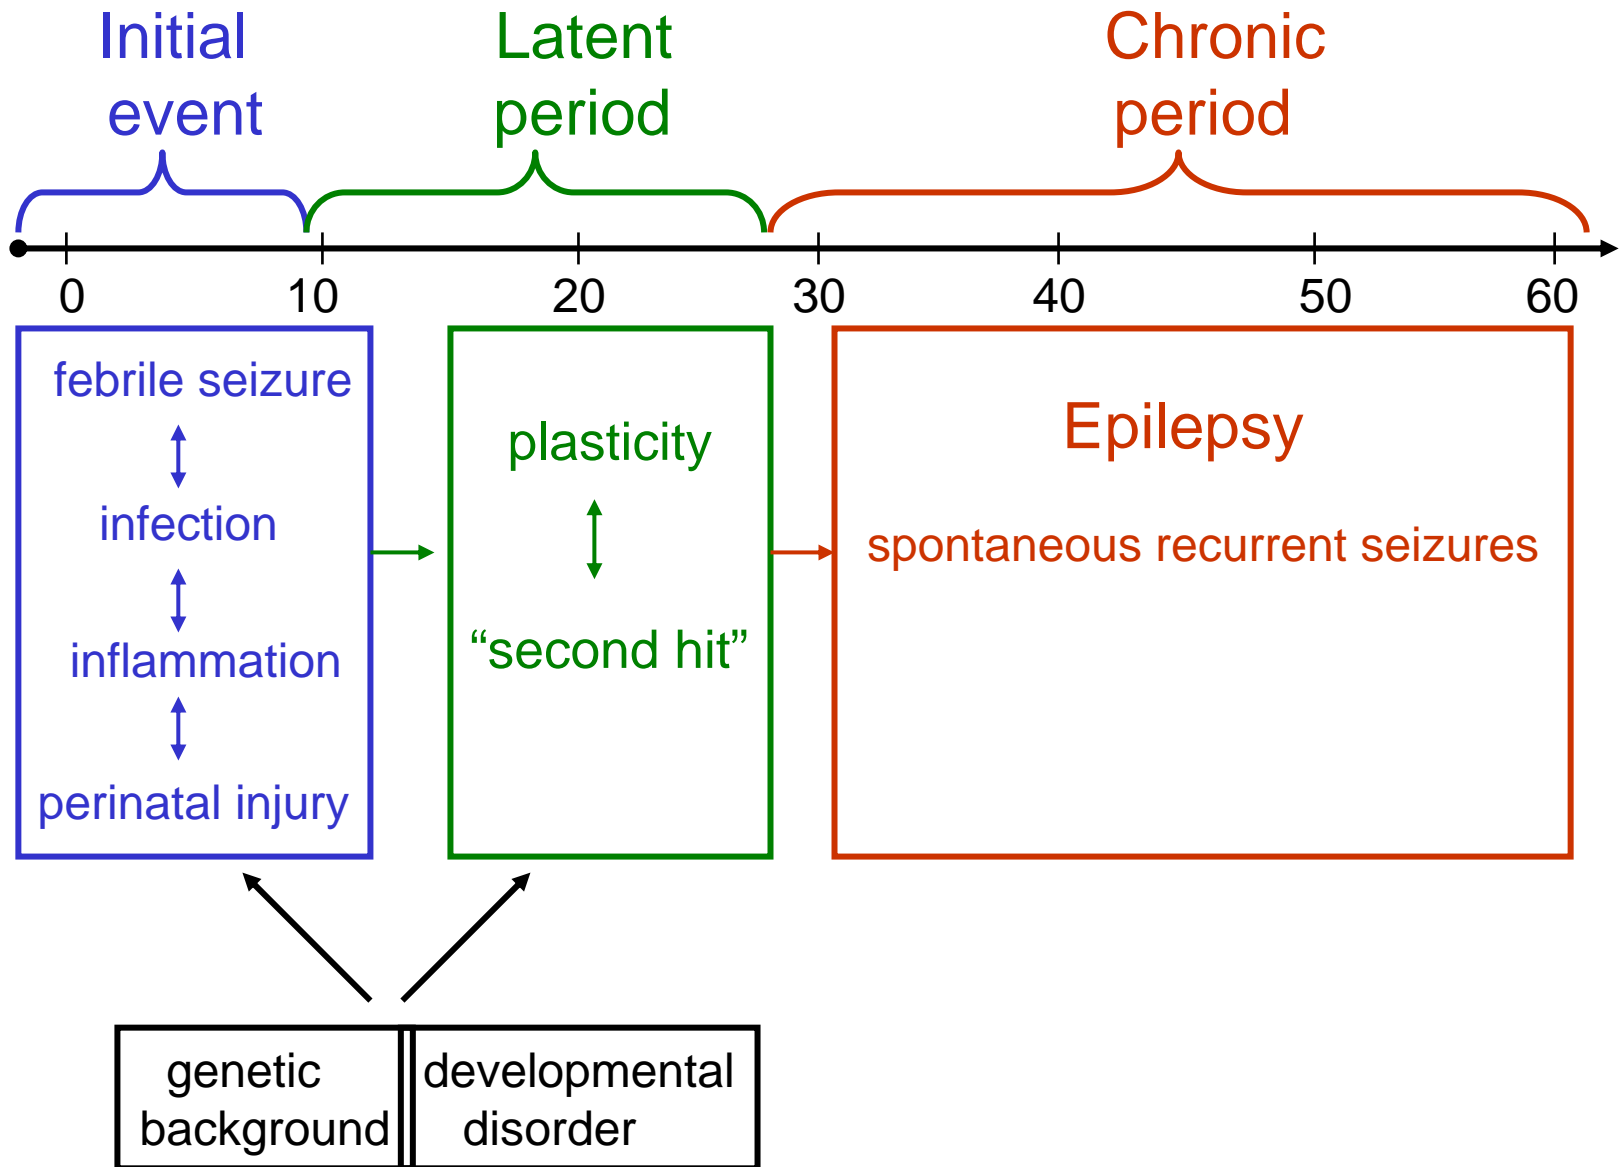 Initial
event
Latent
period
Chronic
period
0 10 20 30 40 50 60
febrile seizure
infection
inflammation
perinatal injury
plasticity
“second hit”
Epilepsy
spontaneous recurrent seizures
genetic
background
developmental
disorder